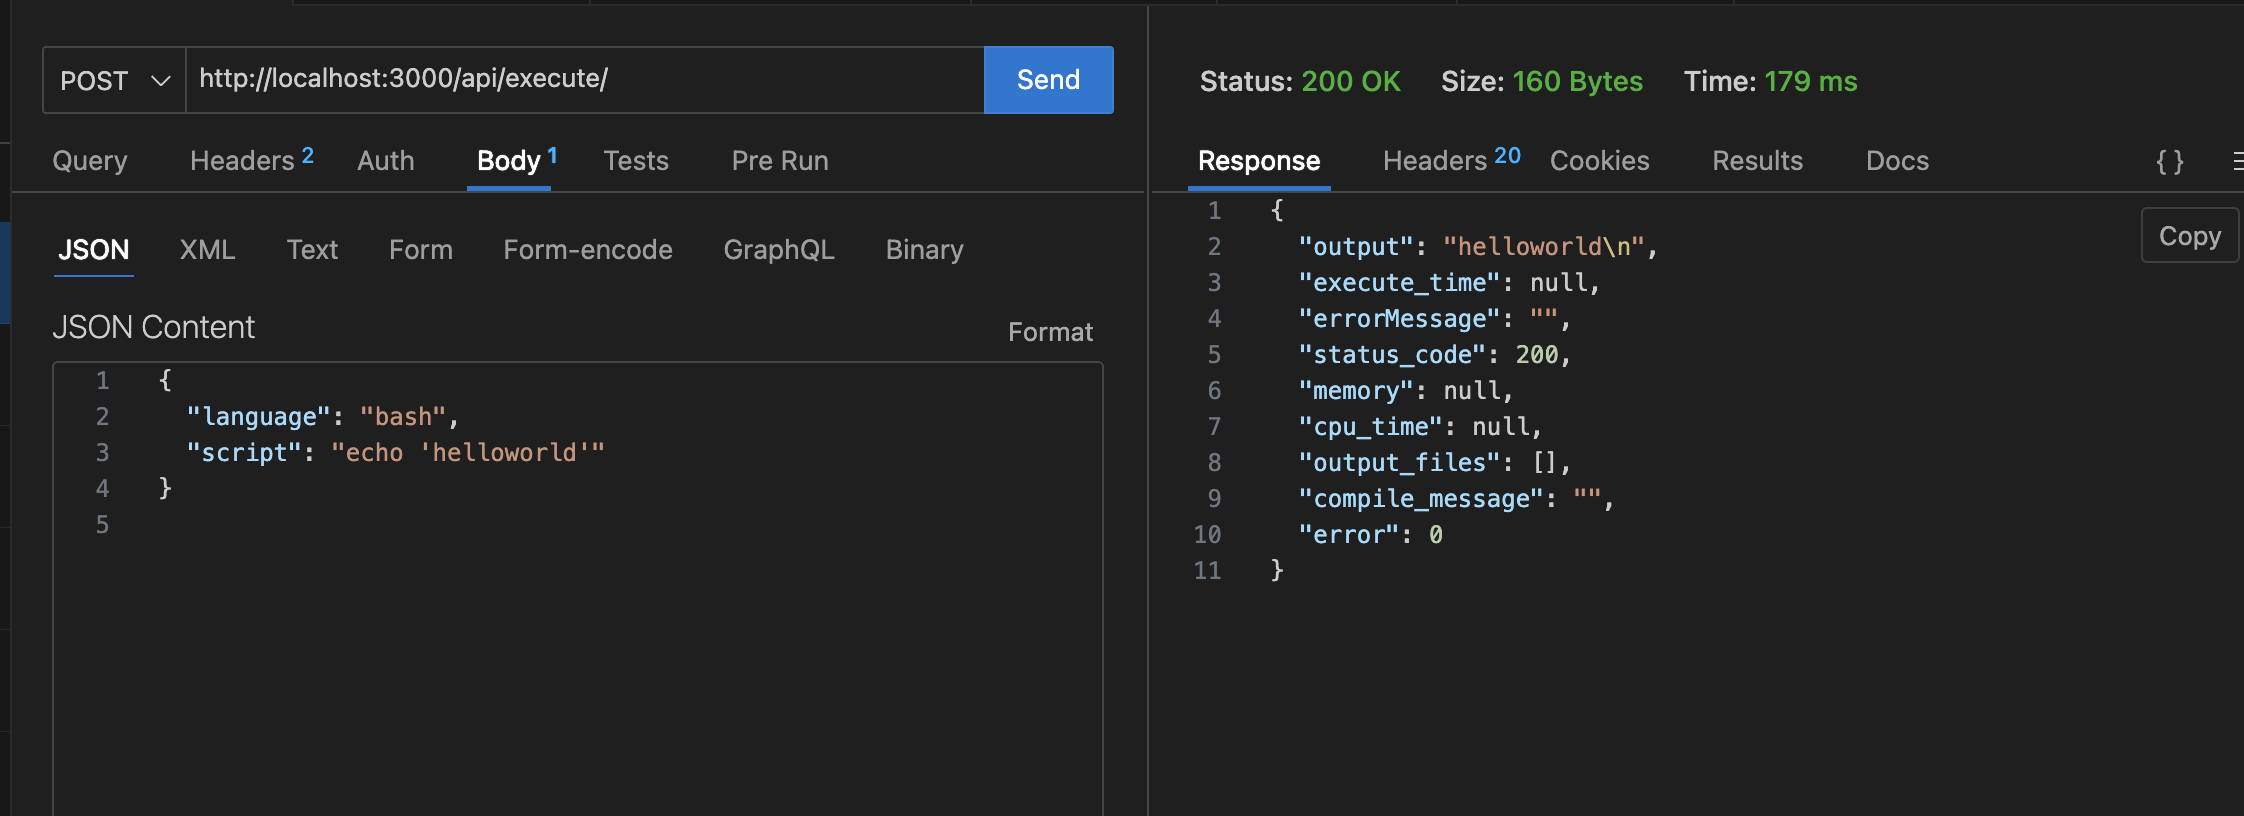 POST http://localhost:3000/api/execute/ Send
Query Headers 2 Auth Body 1 Tests Pre Run
JSON XML Text Form Form-encode GraphQL Binary
JSON Content Format
1 {
2 "language": "bash",
3 "script": "echo 'helloworld'"
4 }
5
Status: 200 OK Size: 160 Bytes Time: 179 ms
Response Headers 20 Cookies Results Docs { }
Copy
1 {
2 "output": "helloworld\n",
3 "execute_time": null,
4 "errorMessage": "",
5 "status_code": 200,
6 "memory": null,
7 "cpu_time": null,
8 "output_files": [],
9 "compile_message": "",
10 "error": 0
11 }